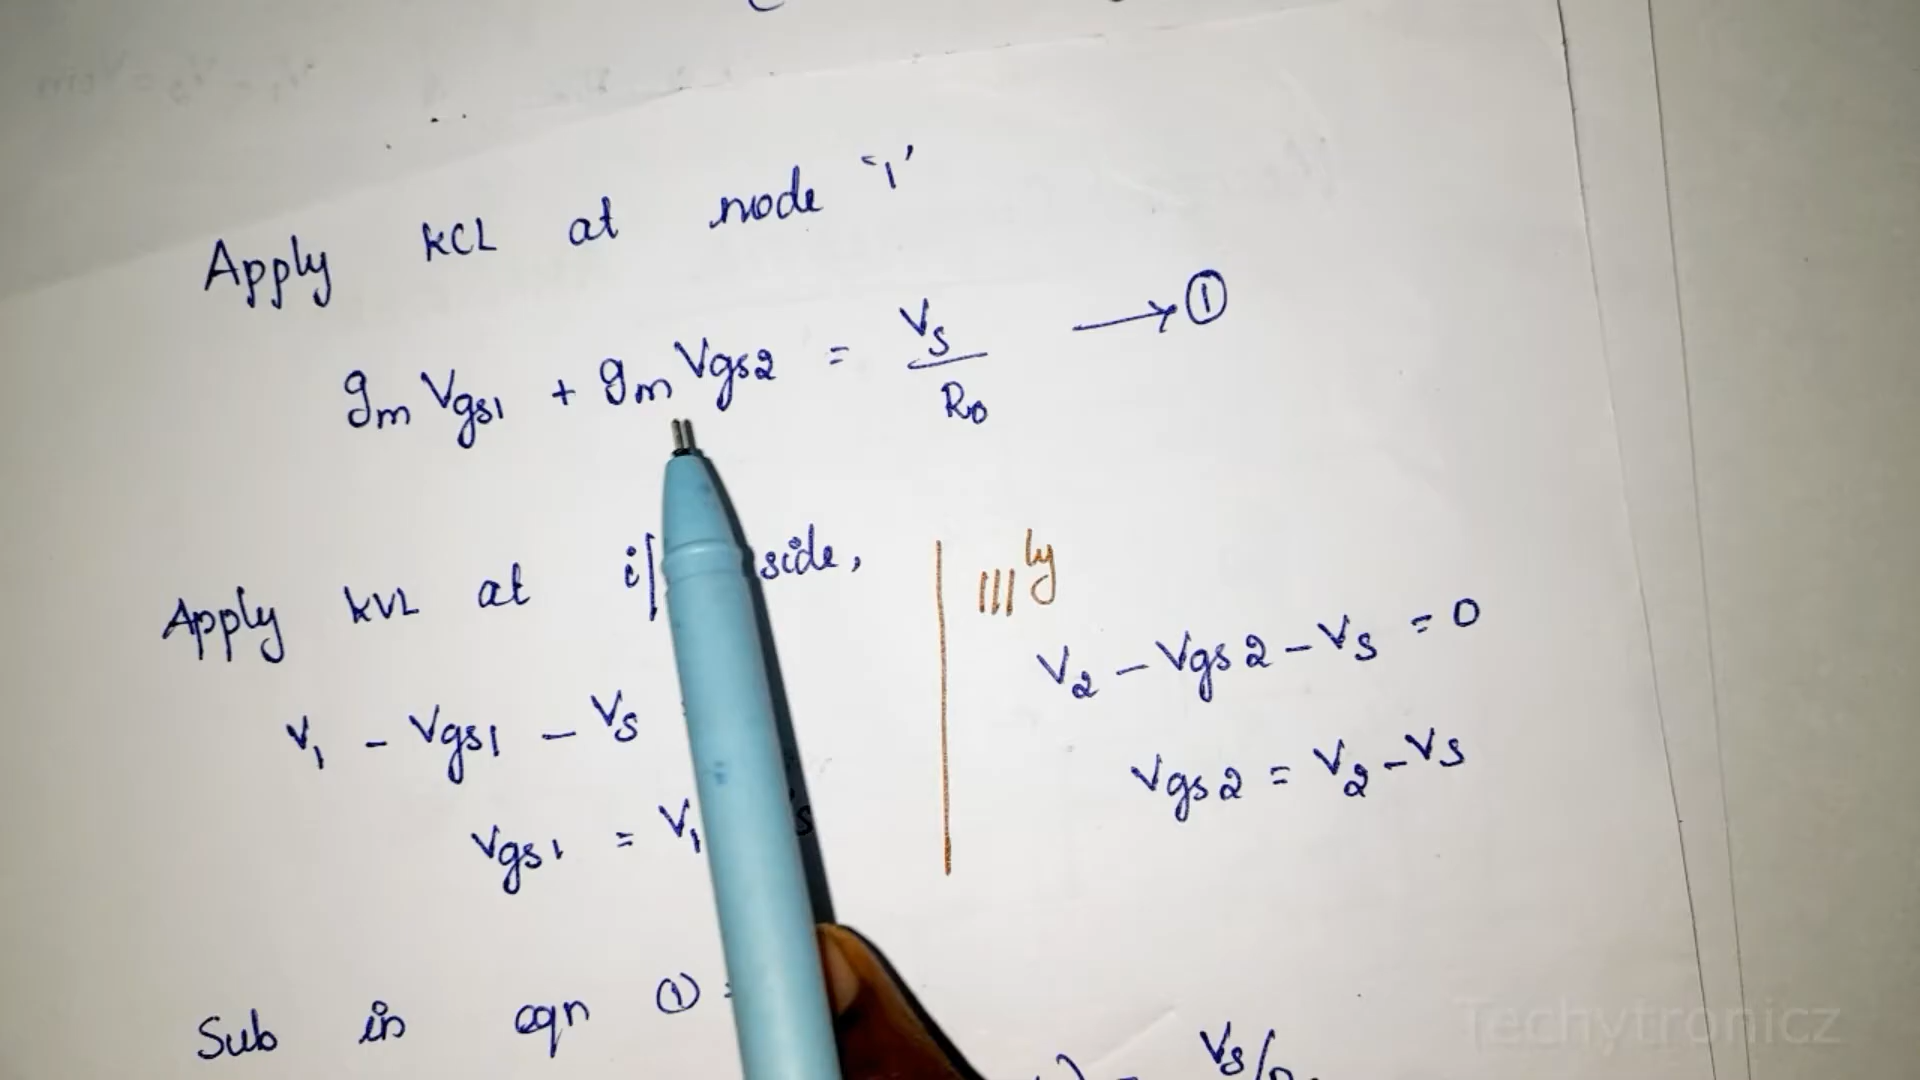 Apply KCL at node '1'
gm Vgs1 + gm Vgs2 = Vs / Ro → ①
Apply KVL at i/ side,
V1 - Vgs1 - Vs
Vgs1 = V1 s
|||ly
V2 - Vgs2 - Vs = 0
Vgs2 = V2 - Vs
Sub in eqn ①
= Vs/
Techytronicz